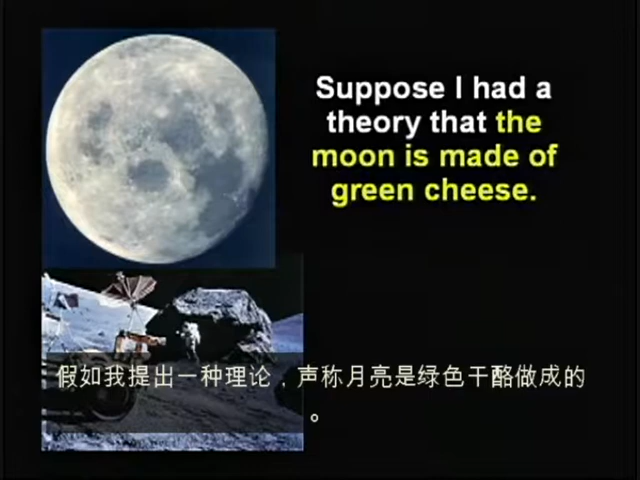 Suppose I had a
theory that the
moon is made of
green cheese.
假如我提出一种理论，声称月亮是绿色干酪做成的
。